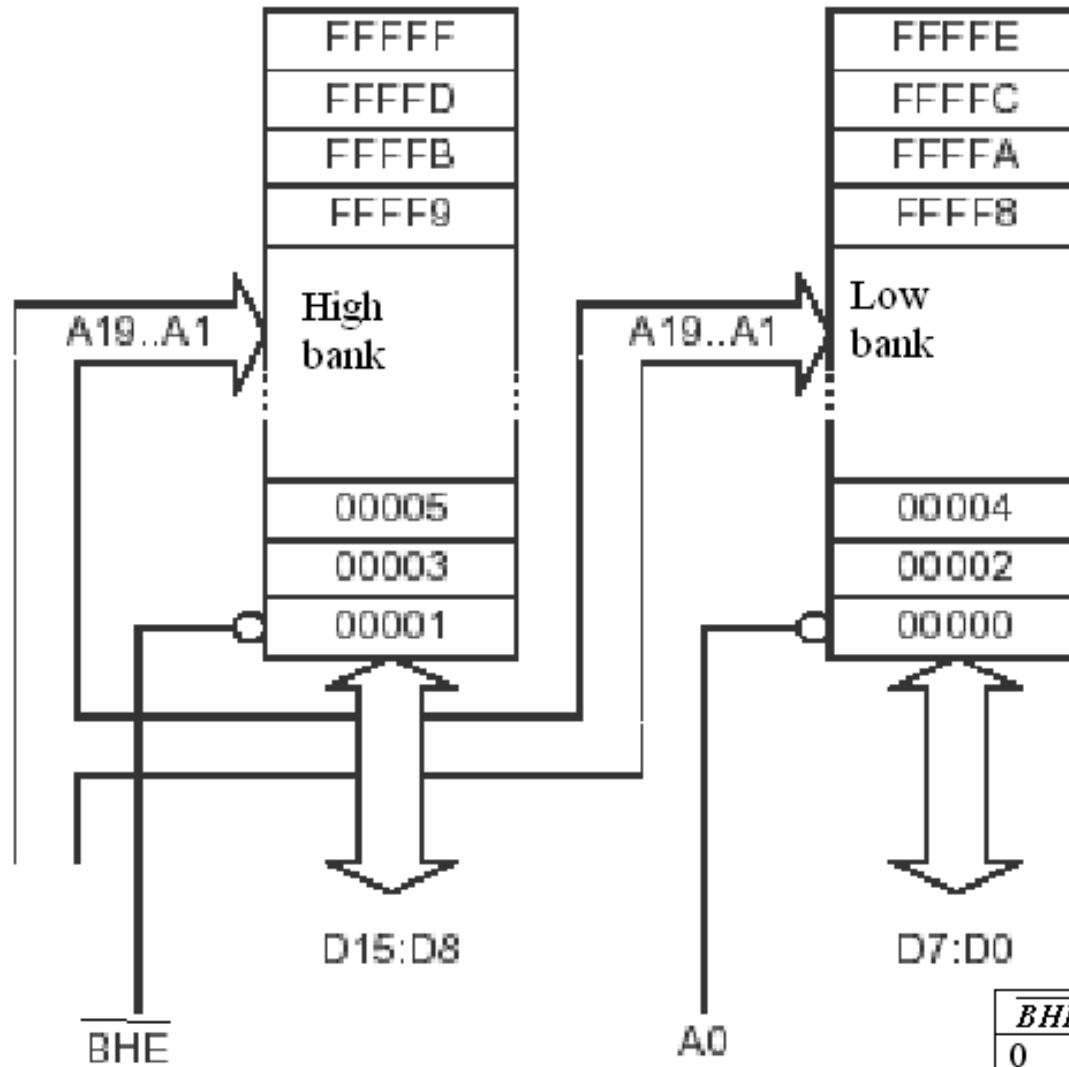 FFFFF
FFFFD
FFFFB
FFFF9
A19..A1
High
bank
00005
00003
00001
D15:D8
BHE
FFFFE
FFFFC
FFFFA
FFFF8
A19..A1
Low
bank
00004
00002
00000
D7:D0
A0
0